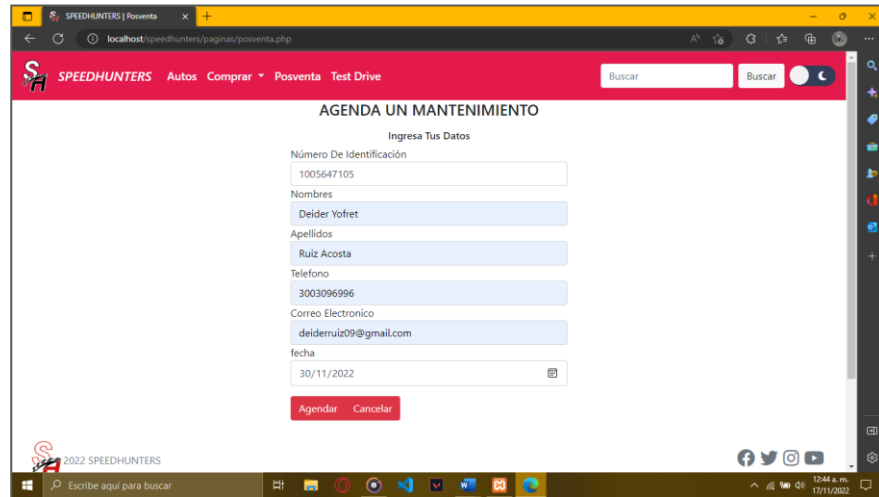 SPEEDHUNTERS | Posventa
localhost/speedhunters/paginas/posventa.php
SH SPEEDHUNTERS Autos Comprar Posventa Test Drive Buscar Buscar
AGENDA UN MANTENIMIENTO
Ingresa Tus Datos
Número De Identificación
1005647105
Nombres
Deider Yofret
Apellidos
Ruiz Acosta
Telefono
3003096996
Correo Electronico
deiderruiz09@gmail.com
fecha
30/11/2022
Agendar Cancelar
SH 2022 SPEEDHUNTERS
Escribe aquí para buscar
12:44 a. m.
17/11/2022